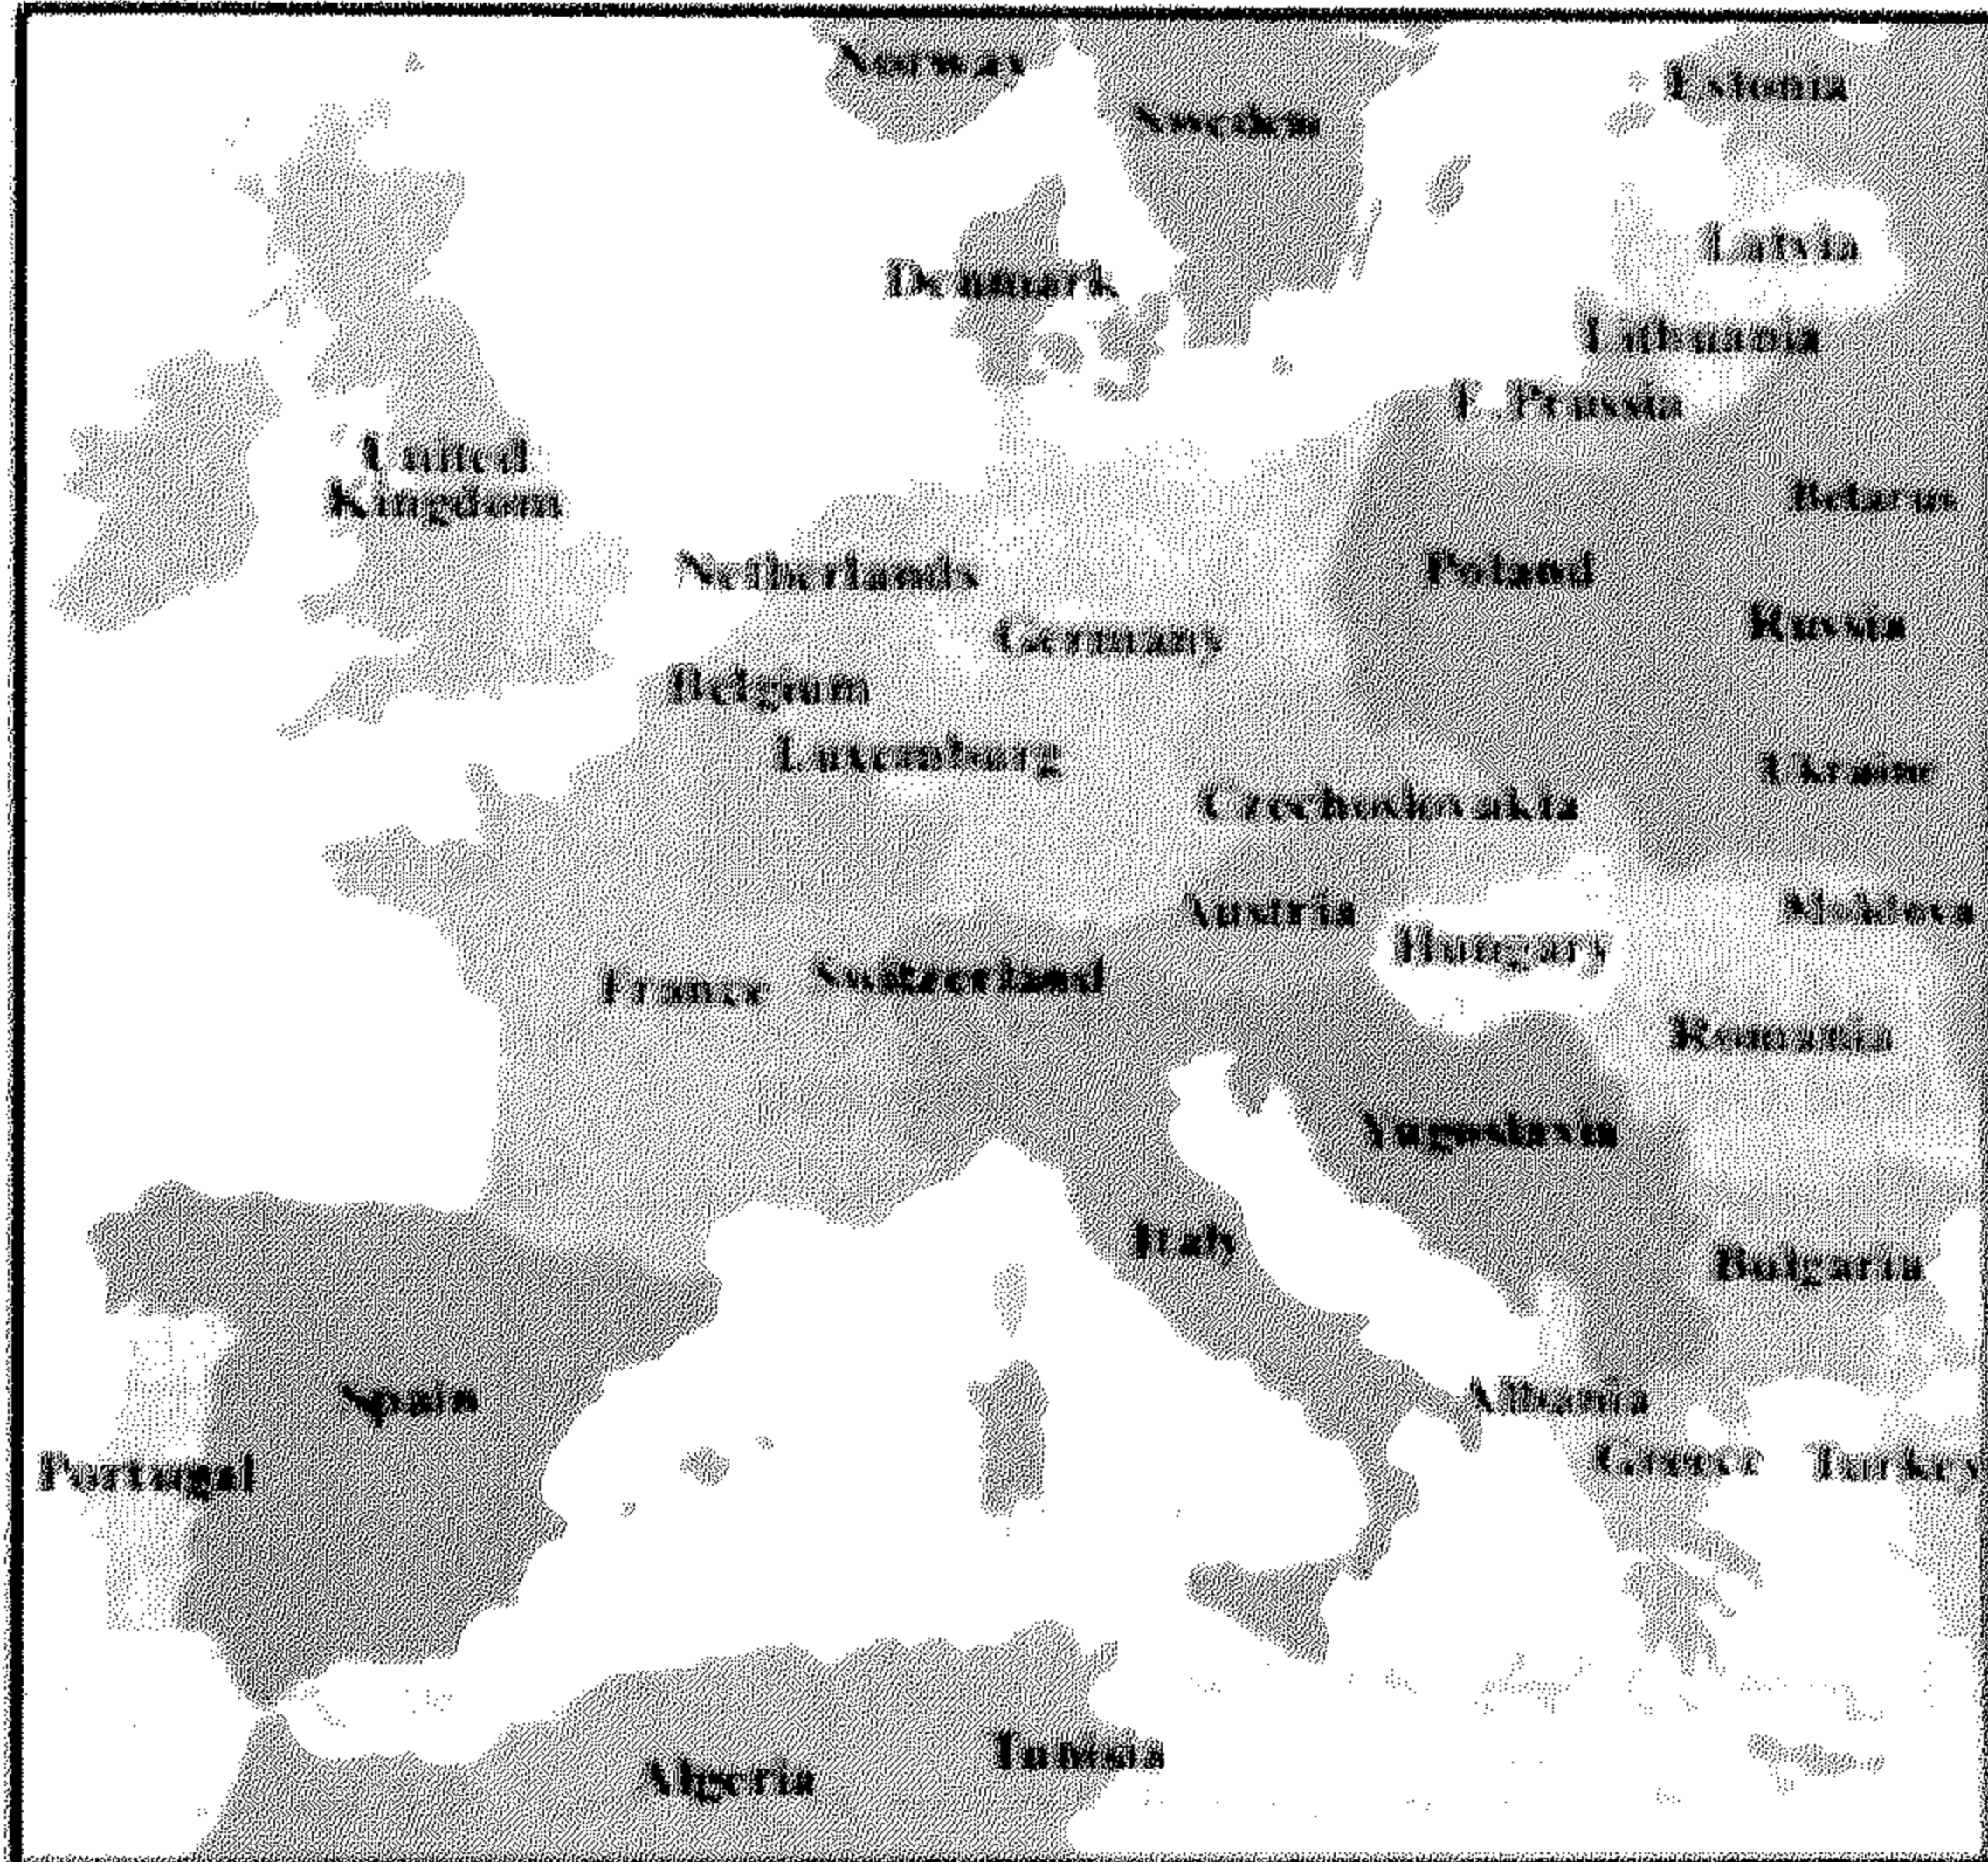 Norway
Estonia
Sweden
Latvia
Denmark
Lithuania
E. Prussia
United
Kingdom
Belarus
Netherlands
Poland
Germany
Russia
Belgium
Luxemburg
Ukraine
Czechoslovakia
Austria
Moldova
Hungary
France
Switzerland
Romania
Yugoslavia
Italy
Bulgaria
Spain
Albania
Portugal
Greece
Turkey
Tunisia
Algeria